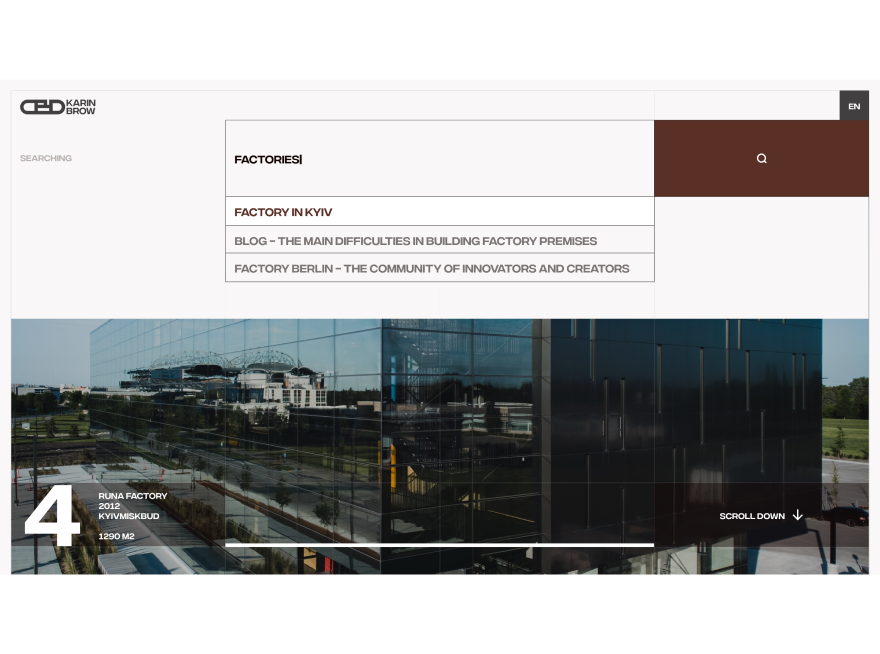 KARIN
BROW
EN
SEARCHING
FACTORIES
FACTORY IN KYIV
BLOG – THE MAIN DIFFICULTIES IN BUILDING FACTORY PREMISES
FACTORY BERLIN – THE COMMUNITY OF INNOVATORS AND CREATORS
4
RUNA FACTORY
2012
KYIVMISKBUD
1290 M2
SCROLL DOWN